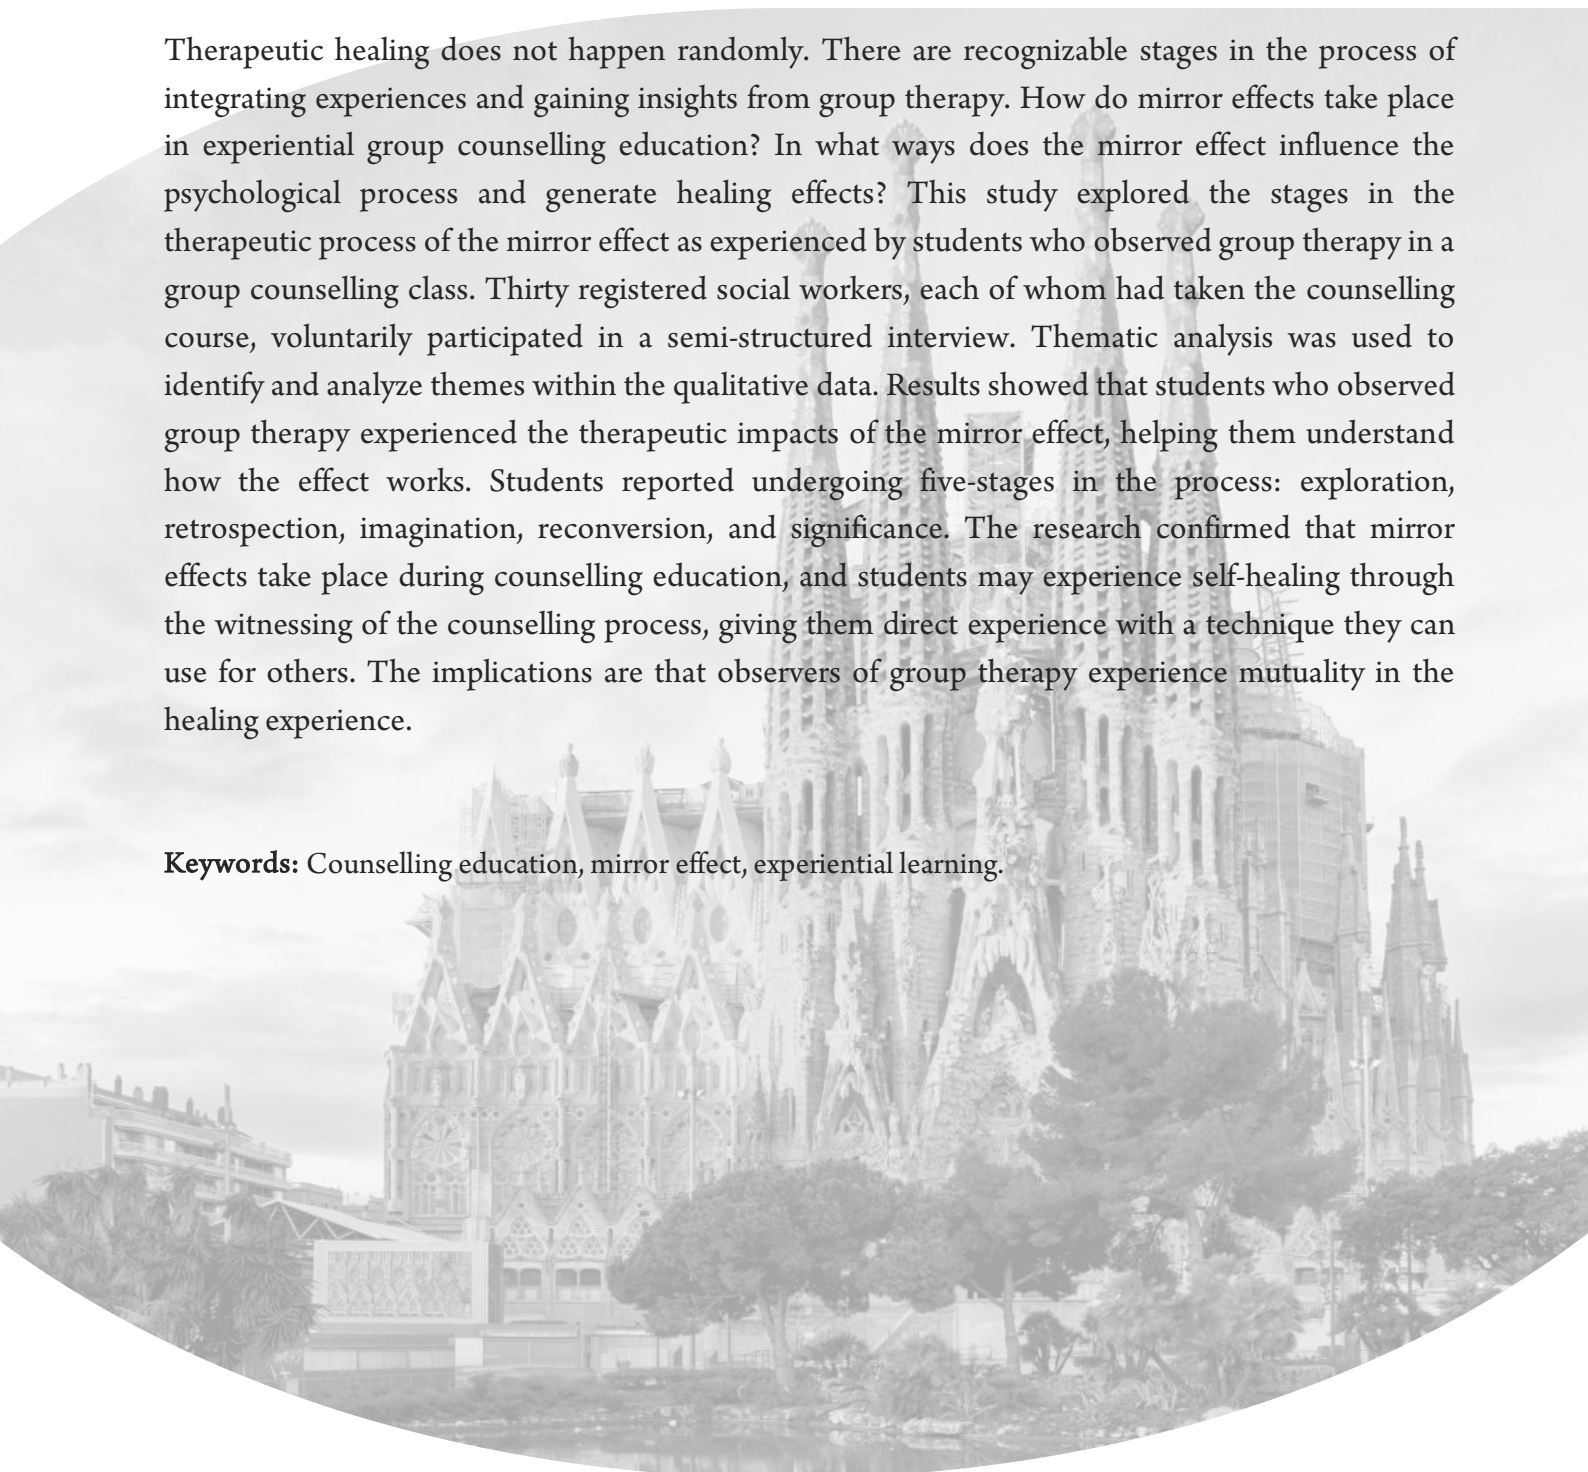 Therapeutic healing does not happen randomly. There are recognizable stages in the process of
integrating experiences and gaining insights from group therapy. How do mirror effects take place
in experiential group counselling education? In what ways does the mirror effect influence the
psychological process and generate healing effects? This study explored the stages in the
therapeutic process of the mirror effect as experienced by students who observed group therapy in a
group counselling class. Thirty registered social workers, each of whom had taken the counselling
course, voluntarily participated in a semi-structured interview. Thematic analysis was used to
identify and analyze themes within the qualitative data. Results showed that students who observed
group therapy experienced the therapeutic impacts of the mirror effect, helping them understand
how the effect works. Students reported undergoing five-stages in the process: exploration,
retrospection, imagination, reconversion, and significance. The research confirmed that mirror
effects take place during counselling education, and students may experience self-healing through
the witnessing of the counselling process, giving them direct experience with a technique they can
use for others. The implications are that observers of group therapy experience mutuality in the
healing experience.
Keywords: Counselling education, mirror effect, experiential learning.